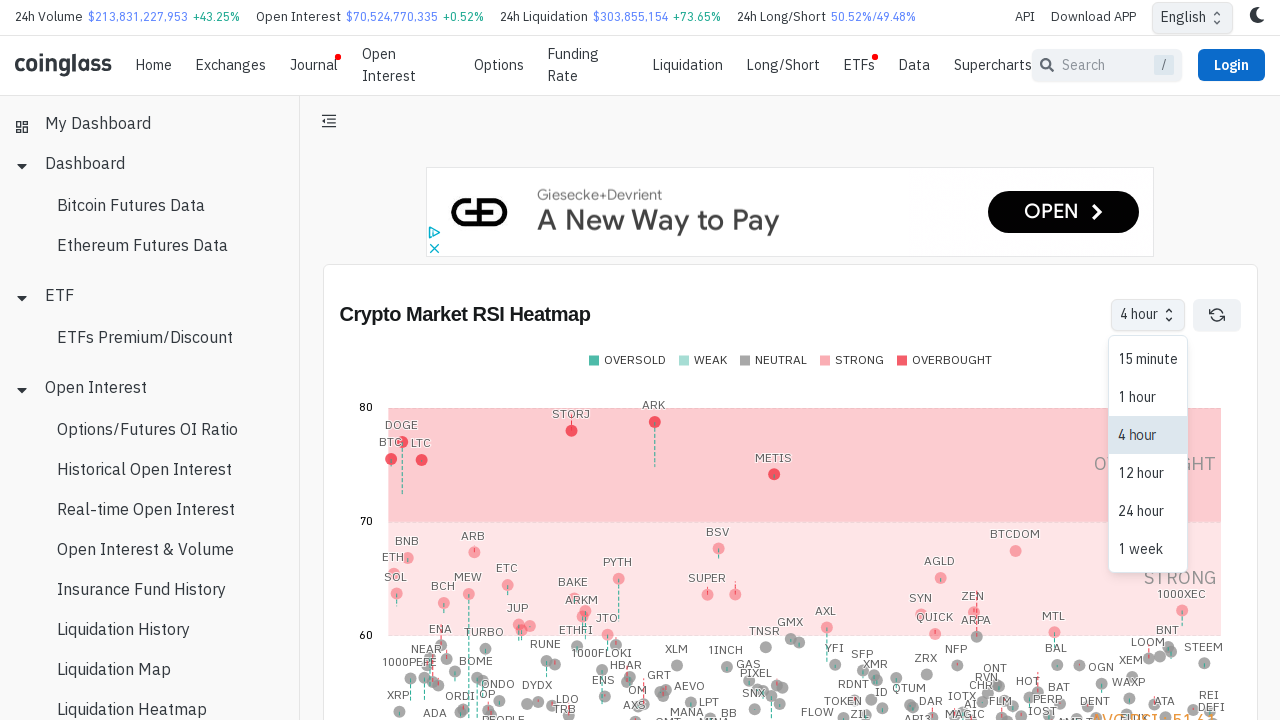 24h Volume $213,831,227,953 +43.25% Open Interest $70,524,770,335 +0.52% 24h Liquidation $303,855,154 +73.65% 24h Long/Short 50.52%/49.48% API Download APP English
coinglass Home Exchanges Journal Open Interest Options Funding Rate Liquidation Long/Short ETFs Data Supercharts Search / Login
My Dashboard
Dashboard
Bitcoin Futures Data
Ethereum Futures Data
ETF
ETFs Premium/Discount
Open Interest
Options/Futures OI Ratio
Historical Open Interest
Real-time Open Interest
Open Interest & Volume
Insurance Fund History
Liquidation History
Liquidation Map
Liquidation Heatmap
Giesecke+Devrient
A New Way to Pay
OPEN
Crypto Market RSI Heatmap
4 hour
15 minute
1 hour
4 hour
12 hour
24 hour
1 week
OVERSOLD WEAK NEUTRAL STRONG OVERBOUGHT
80
ARK
STORJ
DOGE
BTC LTC
METIS
70
BSV
BTCDOM
ARB
BNB
ETH
AGLD
PYTH
ETC
SOL
MEW
BCH
BAKE
SUPER
STRONG
1000XEC
ARKM
SYN
ZEN
JUP
JTO
AXL
QUICK
ARPA
MTL
60
ENA
TURBO
ETHFI
TNSR
GMX
BNT
NEAR
RUNE
1000FLOKI
XLM
1INCH
YFI
SFP
NFP
BAL
LOOM
STEEM
1000PEPE
BOME
HBAR
GRT
GAS
PIXEL
XMR
ZRX
ONT
OGN
XEM
XRP
ONDO
DYDX
ENS
OM
AEVO
SNX
RDNT
QTUM
CHR
HOT
BAT
WAXP
ORDI
OP
LDO
AXS
LPT
TOKEN
ID
DAR
IOTX
FLM
PERP
ATA
REI
ADA
PEOPLE
TRB
MANA
BB
FLOW
ZIL
API3
MAGIC
IOST
DEFI